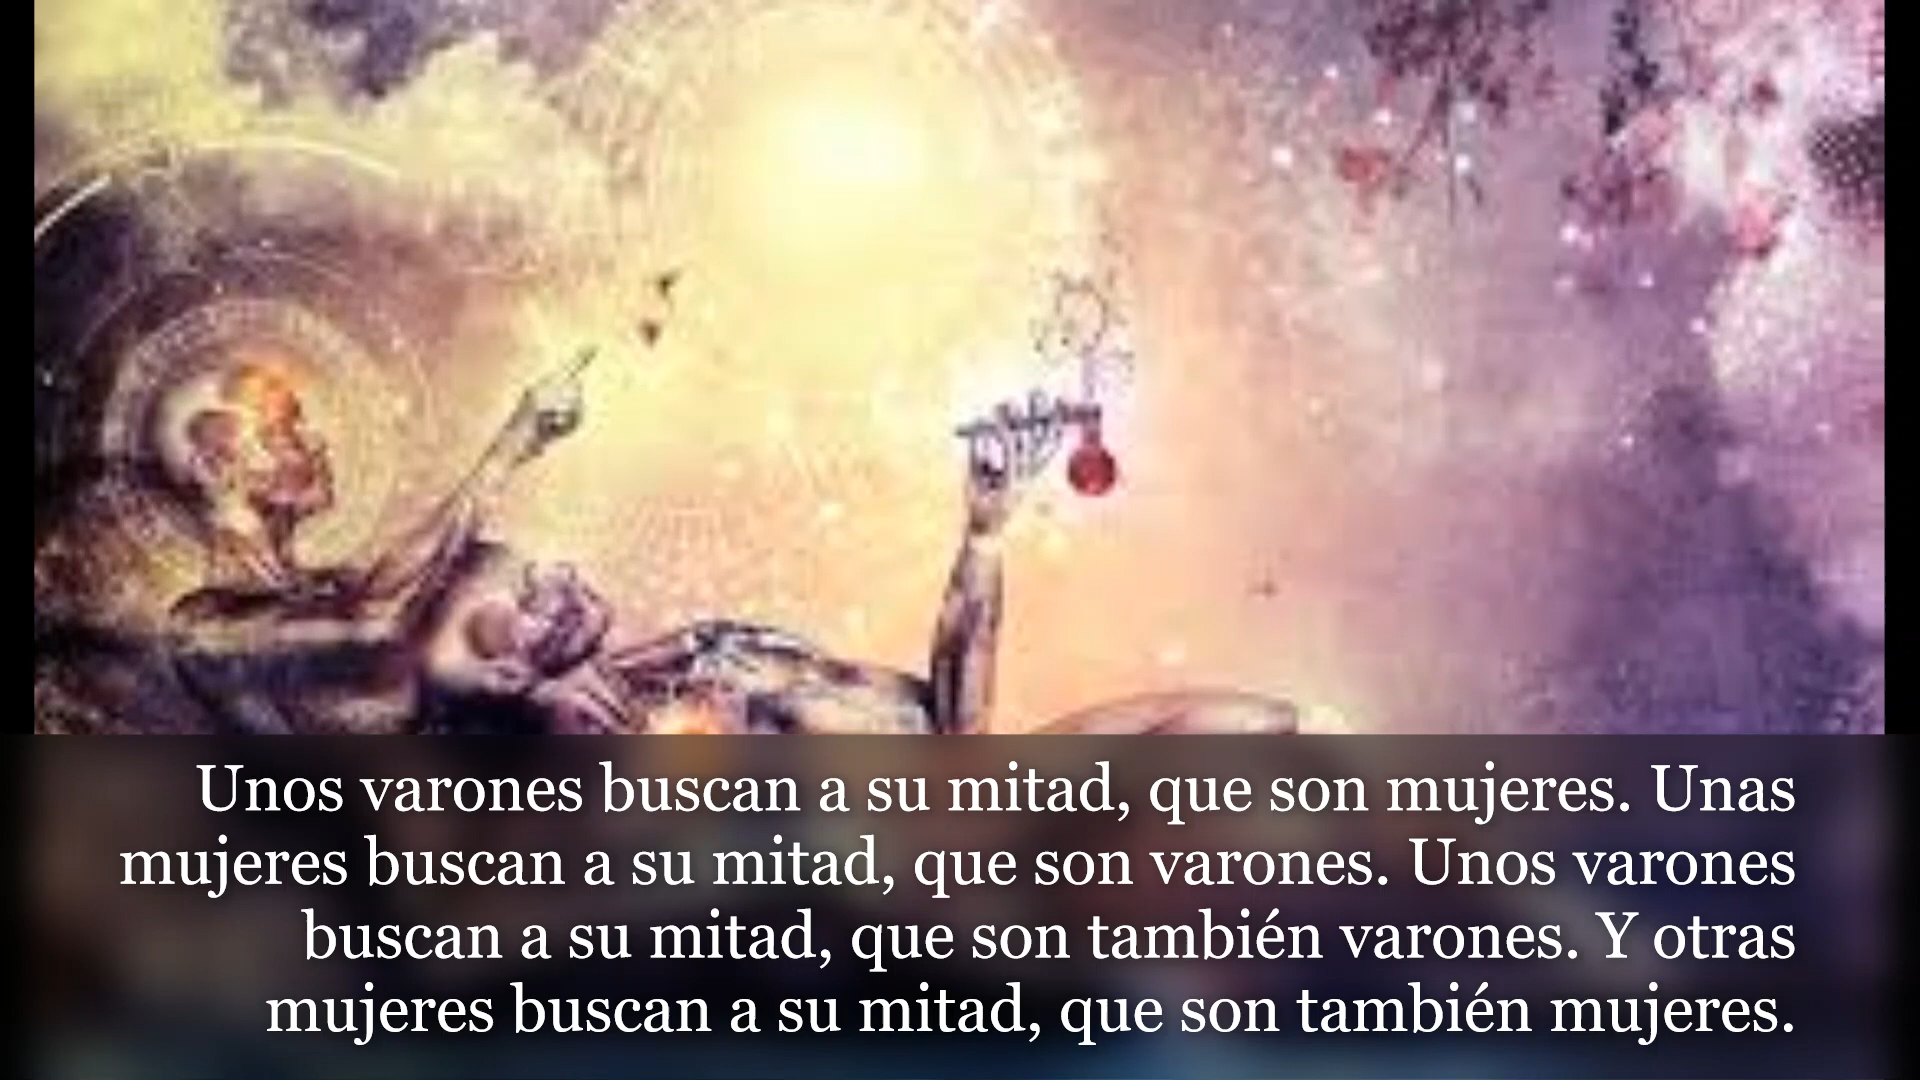 Unos varones buscan a su mitad, que son mujeres. Unas
mujeres buscan a su mitad, que son varones. Unos varones
buscan a su mitad, que son también varones. Y otras
mujeres buscan a su mitad, que son también mujeres.